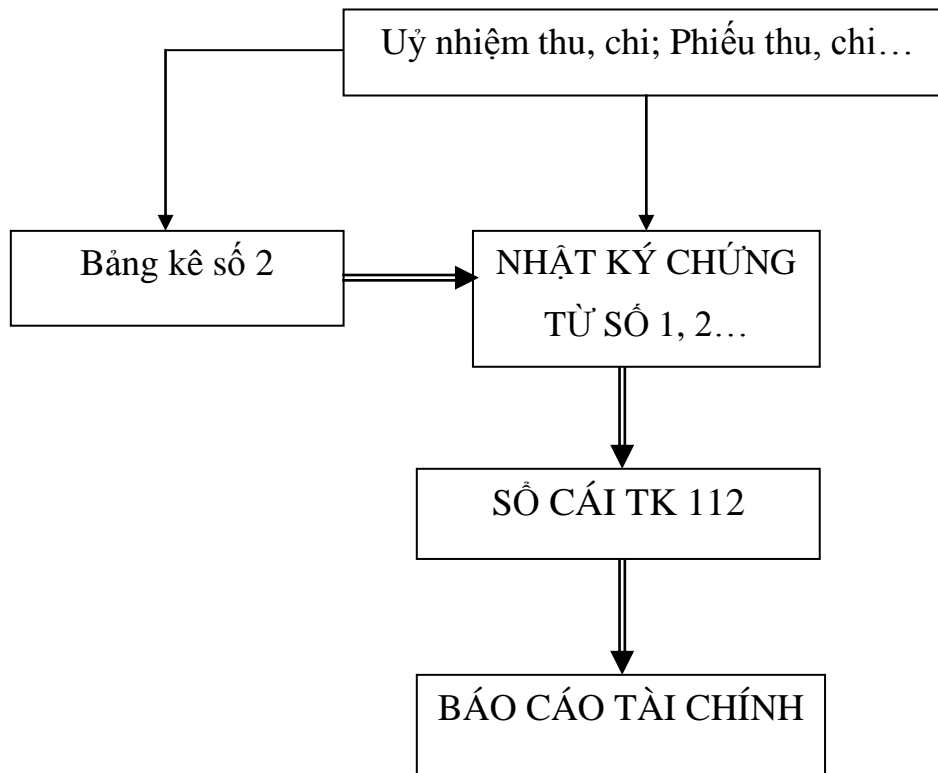 Uỷ nhiệm thu, chi; Phiếu thu, chi…
Bảng kê số 2
NHẬT KÝ CHỨNG
TỪ SỐ 1, 2…
SỔ CÁI TK 112
BÁO CÁO TÀI CHÍNH